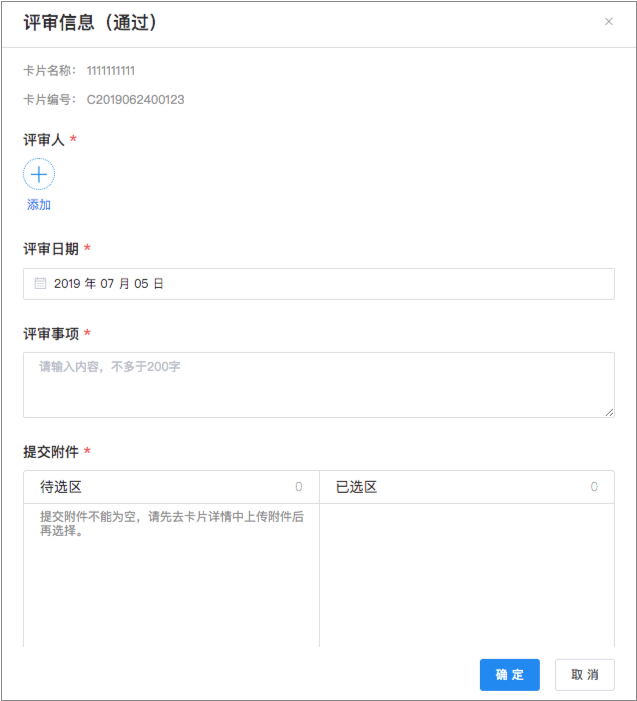 评审信息（通过）
卡片名称： 1111111111
卡片编号： C2019062400123
评审人 *
添加
评审日期 *
2019 年 07 月 05 日
评审事项 *
请输入内容，不多于200字
提交附件 *
待选区 0 已选区 0
提交附件不能为空，请先去卡片详情中上传附件后
再选择。
确 定 取 消